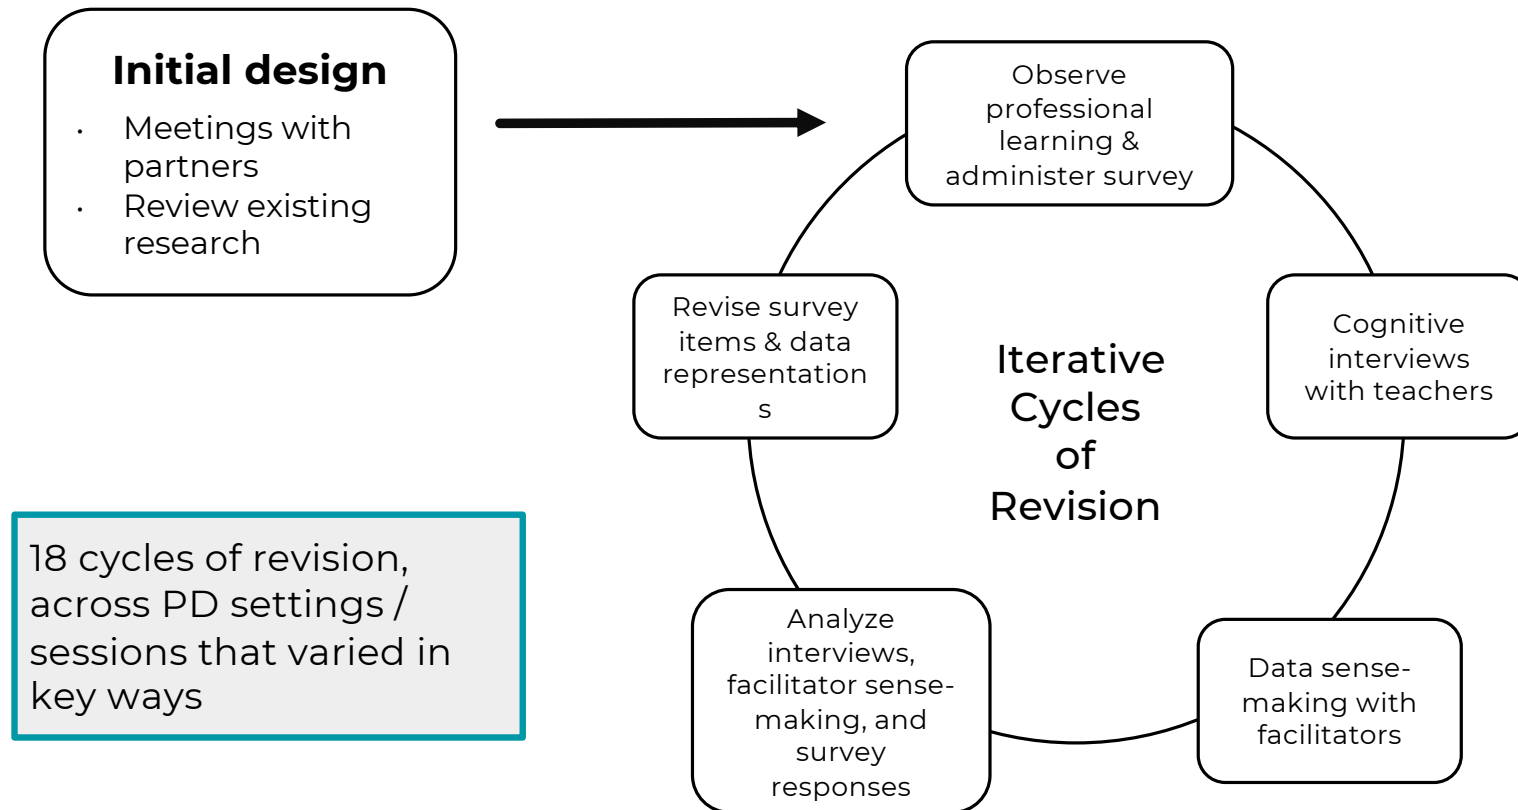 Initial design
· Meetings with
partners
· Review existing
research
Observe
professional
learning &
administer survey
Cognitive
interviews
with teachers
Data sense-
making with
facilitators
Analyze
interviews,
facilitator sense-
making, and
survey
responses
Revise survey
items & data
representation
s
Iterative
Cycles
of
Revision
18 cycles of revision,
across PD settings /
sessions that varied in
key ways